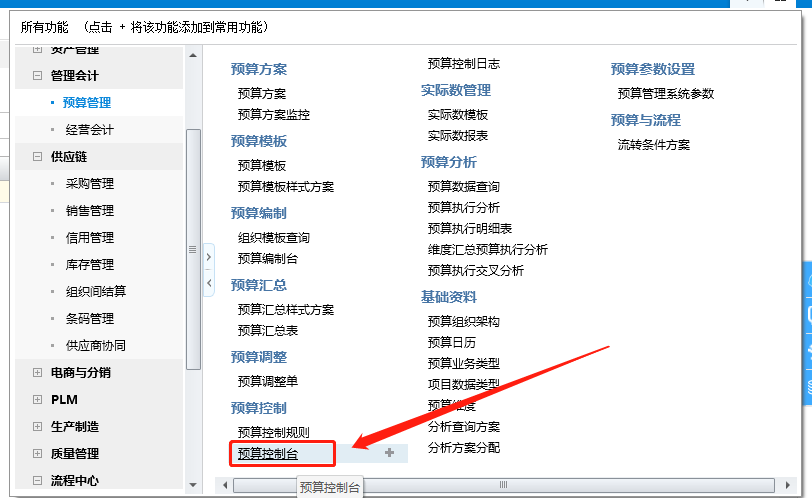 所有功能 （点击 + 将该功能添加到常用功能）
资产管理
管理会计
预算管理
经营会计
供应链
采购管理
销售管理
信用管理
库存管理
组织间结算
条码管理
供应商协同
电商与分销
PLM
生产制造
质量管理
流程中心
预算方案
预算方案
预算方案监控
预算模板
预算模板
预算模板样式方案
预算编制
组织模板查询
预算编制台
预算汇总
预算汇总样式方案
预算汇总表
预算调整
预算调整单
预算控制
预算控制规则
预算控制台
预算控制台
预算控制日志
实际数管理
实际数模板
实际数报表
预算分析
预算数据查询
预算执行分析
预算执行明细表
维度汇总预算执行分析
预算执行交叉分析
基础资料
预算组织架构
预算日历
预算业务类型
项目数据类型
预算维度
分析查询方案
分析方案分配
预算参数设置
预算管理系统参数
预算与流程
流转条件方案